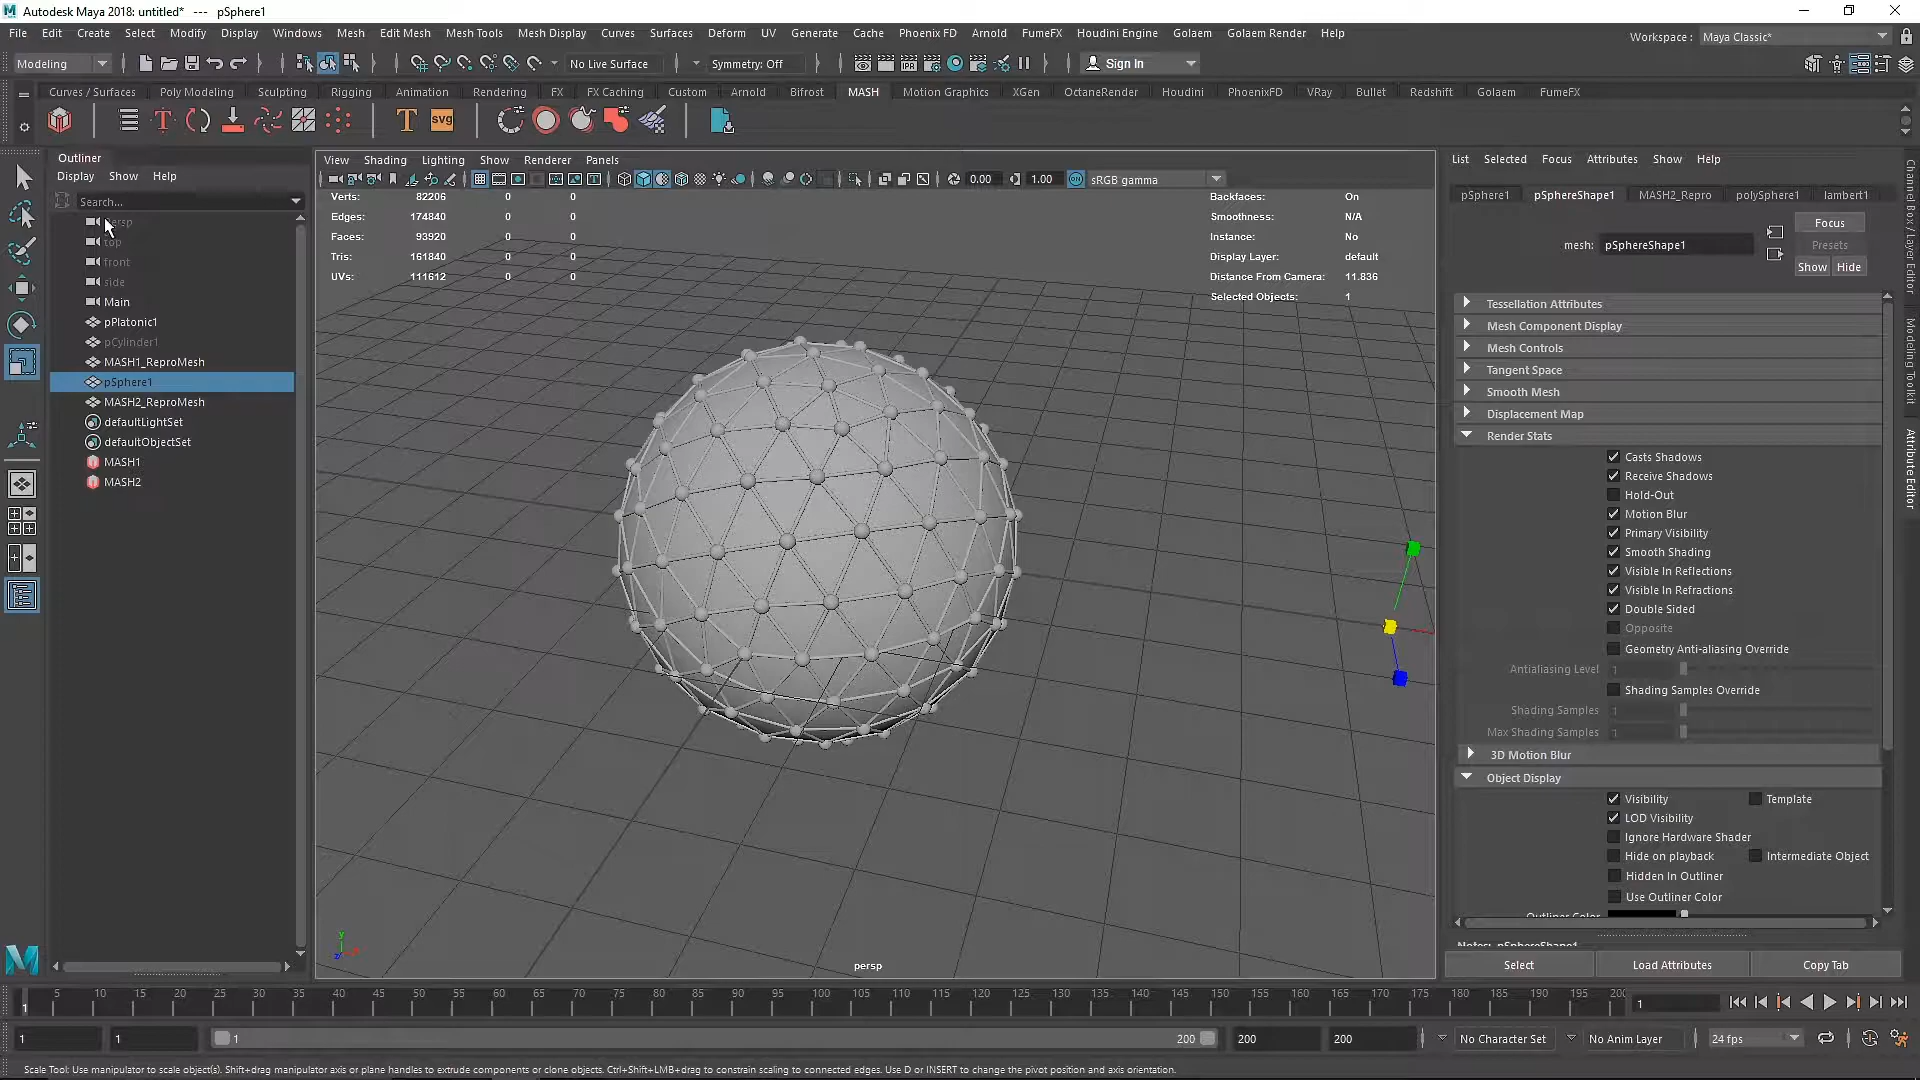 Autodesk Maya 2018: untitled*  ---  pSphere1
File Edit Create Select Modify Display Windows Mesh Edit Mesh Mesh Tools Mesh Display Curves Surfaces Deform UV Generate Cache Phoenix FD Arnold FumeFX Houdini Engine Golaem Golaem Render Help
Workspace : Maya Classic*
Modeling No Live Surface Symmetry: Off Sign In
Curves / Surfaces Poly Modeling Sculpting Rigging Animation Rendering FX FX Caching Custom Arnold Bifrost MASH Motion Graphics XGen OctaneRender Houdini PhoenixFD VRay Bullet Redshift Golaem FumeFX
T svg
Outliner
Display Show Help
Search...
persp
top
front
side
Main
pPlatonic1
pCylinder1
MASH1_ReproMesh
pSphere1
MASH2_ReproMesh
defaultLightSet
defaultObjectSet
MASH1
MASH2
View Shading Lighting Show Renderer Panels
0.00 1.00 sRGB gamma
Verts: 82206 0 0
Edges: 174840 0 0
Faces: 93920 0 0
Tris: 161840 0 0
UVs: 111612 0 0
Backfaces: On
Smoothness: N/A
Instance: No
Display Layer: default
Distance From Camera: 11.836
Selected Objects: 1
persp
List Selected Focus Attributes Show Help
pSphere1 pSphereShape1 MASH2_Repro polySphere1 lambert1
mesh: pSphereShape1
Focus
Presets
Show Hide
Tessellation Attributes
Mesh Component Display
Mesh Controls
Tangent Space
Smooth Mesh
Displacement Map
Render Stats
Casts Shadows
Receive Shadows
Hold-Out
Motion Blur
Primary Visibility
Smooth Shading
Visible In Reflections
Visible In Refractions
Double Sided
Opposite
Geometry Anti-aliasing Override
Antialiasing Level 1
Shading Samples Override
Shading Samples 1
Max Shading Samples 1
3D Motion Blur
Object Display
Visibility Template
LOD Visibility
Ignore Hardware Shader
Hide on playback Intermediate Object
Hidden In Outliner
Use Outliner Color
Outliner Color
Notes: pSphereShape1
Select Load Attributes Copy Tab
Channel Box / Layer Editor
Modeling Toolkit
Attribute Editor
1 5 10 15 20 25 30 35 40 45 50 55 60 65 70 75 80 85 90 95 100 105 110 115 120 125 130 135 140 145 150 155 160 165 170 175 180 185 190 195 200 1
1 1 1 200 200 200 No Character Set No Anim Layer 24 fps
Scale Tool: Use manipulator to scale object(s). Shift+drag manipulator axis or plane handles to extrude components or clone objects. Ctrl+Shift+LMB+drag to constrain scaling to connected edges. Use D or INSERT to change the pivot position and axis orientation.